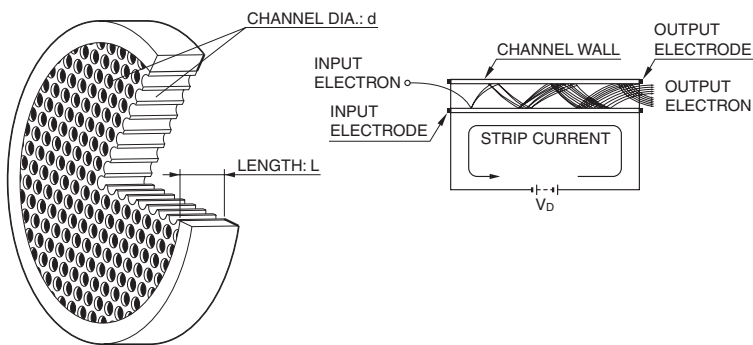 CHANNEL DIA.: d
LENGTH: L
CHANNEL WALL
OUTPUT
ELECTRODE
INPUT
ELECTRON
OUTPUT
ELECTRON
INPUT
ELECTRODE
STRIP CURRENT
VD